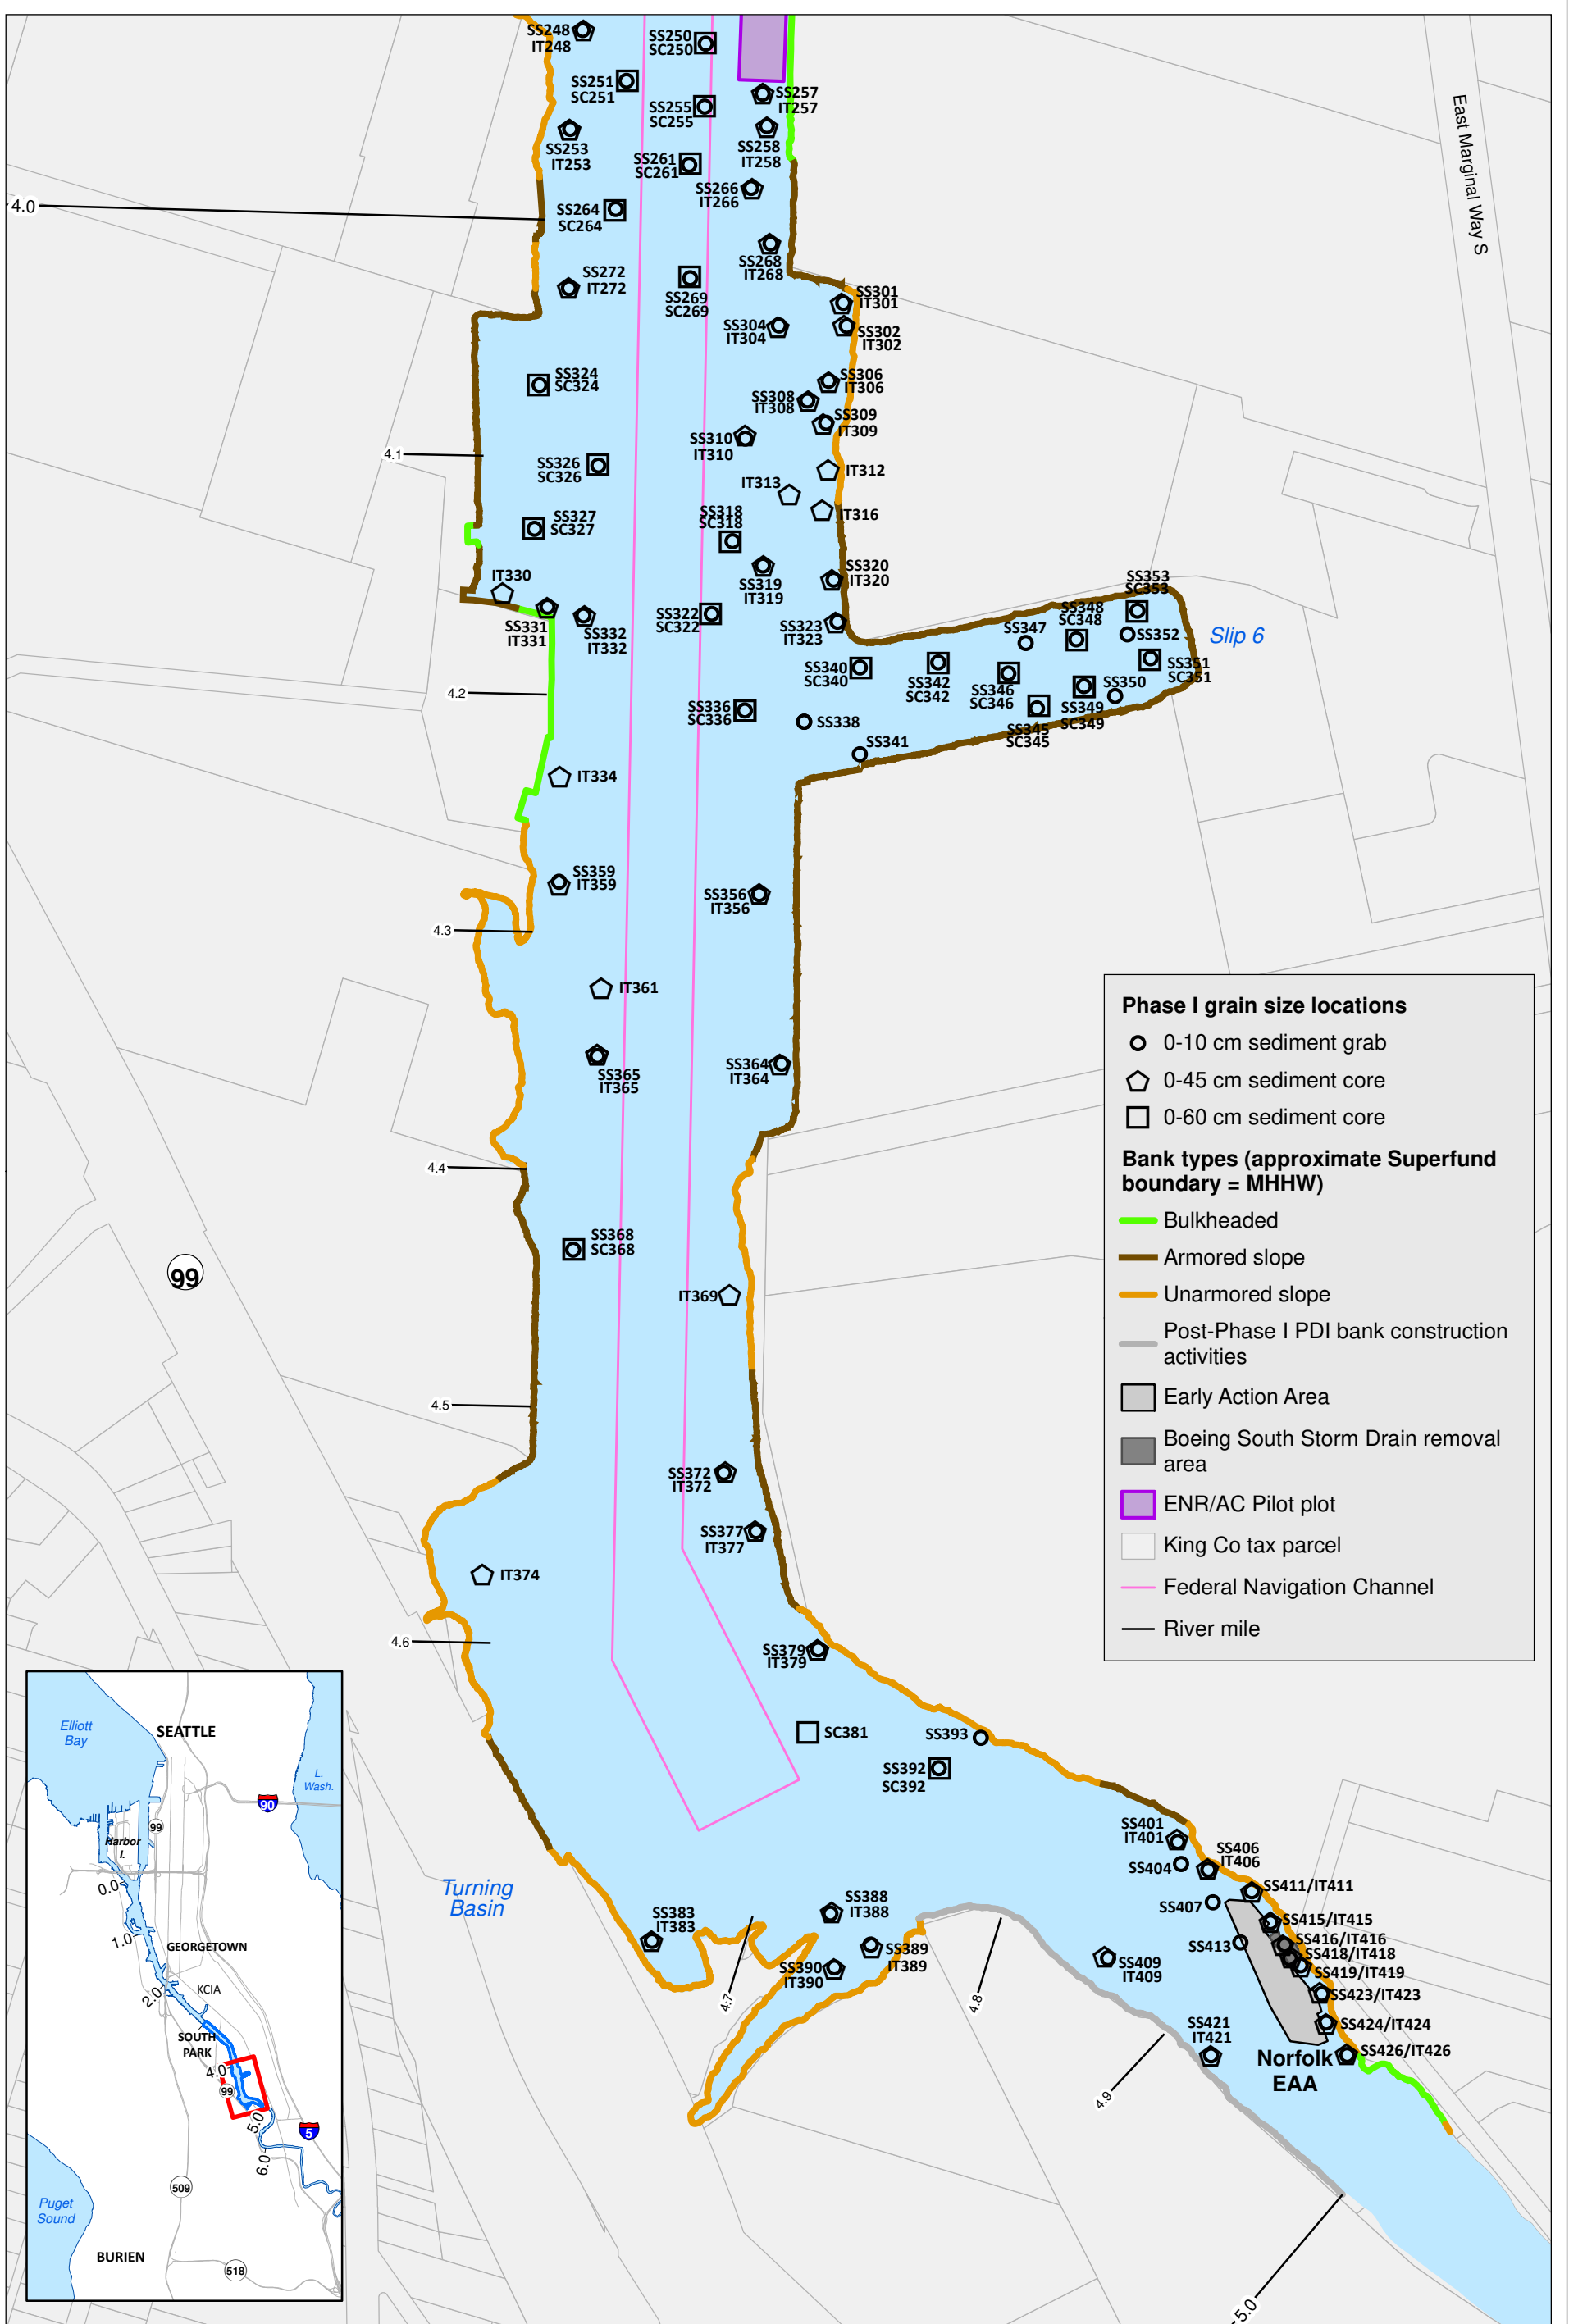 SS248
IT248
SS250
SC250
SS251
SC251
SS255
SC255
SS257
IT257
SS253
IT253
SS258
IT258
SS261
SC261
SS266
IT266
4.0
SS264
SC264
SS268
IT268
SS272
IT272
SS269
SC269
SS301
IT301
SS304
IT304
SS302
IT302
SS324
SC324
SS306
IT306
SS308
IT308
SS309
IT309
SS310
IT310
4.1
SS326
SC326
IT312
IT313
IT316
SS327
SC327
SS318
SC318
IT330
SS319
IT319
SS320
IT320
SS331
IT331
SS332
IT332
SS322
SC322
SS323
IT323
SS353
SC353
SS348
SC348
SS347
SS352
Slip 6
SS340
SC340
SS342
SC342
SS346
SC346
SS351
SC351
SS350
SS349
SC349
SS345
SC345
4.2
SS336
SC336
SS338
SS341
IT334
SS359
IT359
SS356
IT356
4.3
IT361
SS365
IT365
SS364
IT364
4.4
SS368
SC368
IT369
99
4.5
SS372
IT372
SS377
IT377
IT374
4.6
SS379
IT379
SC381
SS393
SS392
SC392
SS401
IT401
SS404
SS406
IT406
SS407
SS411/IT411
SS415/IT415
SS413
SS416/IT416
SS418/IT418
SS419/IT419
SS423/IT423
SS424/IT424
SS426/IT426
Norfolk
EAA
Turning
Basin
SS383
IT383
SS388
IT388
SS389
IT389
SS390
IT390
SS409
IT409
SS421
IT421
4.7
4.8
4.9
5.0
East Marginal Way S
Phase I grain size locations
0-10 cm sediment grab
0-45 cm sediment core
0-60 cm sediment core
Bank types (approximate Superfund
boundary = MHHW)
Bulkheaded
Armored slope
Unarmored slope
Post-Phase I PDI bank construction
activities
Early Action Area
Boeing South Storm Drain removal
area
ENR/AC Pilot plot
King Co tax parcel
Federal Navigation Channel
River mile
Elliott
Bay
SEATTLE
L.
Wash.
90
99
Harbor
I.
0.0
1.0
GEORGETOWN
KCIA
2.0
SOUTH
PARK
4.0
99
5.0
5
6.0
509
Puget
Sound
BURIEN
518